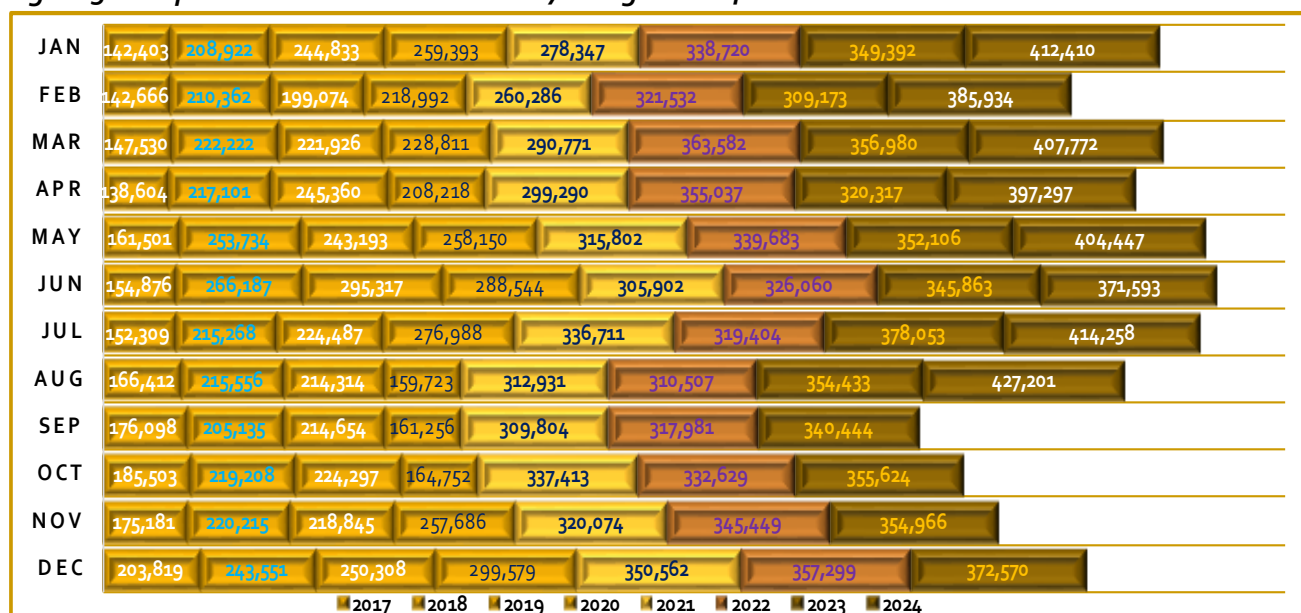 JAN 142,403 208,922 244,833 259,393 278,347 338,720 349,392 412,410
FEB 142,666 210,362 199,074 218,992 260,286 321,532 309,173 385,934
MAR 147,530 222,222 221,926 228,811 290,771 363,582 356,980 407,772
APR 138,604 217,101 245,360 208,218 299,290 355,037 320,317 397,297
MAY 161,501 253,734 243,193 258,150 315,802 339,683 352,106 404,447
JUN 154,876 266,187 295,317 288,544 305,902 326,060 345,863 371,593
JUL 152,309 215,268 224,487 276,988 336,711 319,404 378,053 414,258
AUG 166,412 215,556 214,314 159,723 312,931 310,507 354,433 427,201
SEP 176,098 205,135 214,654 161,256 309,804 317,981 340,444
OCT 185,503 219,208 224,297 164,752 337,413 332,629 355,624
NOV 175,181 220,215 218,845 257,686 320,074 345,449 354,966
DEC 203,819 243,551 250,308 299,579 350,562 357,299 372,570
2017 2018 2019 2020 2021 2022 2023 2024